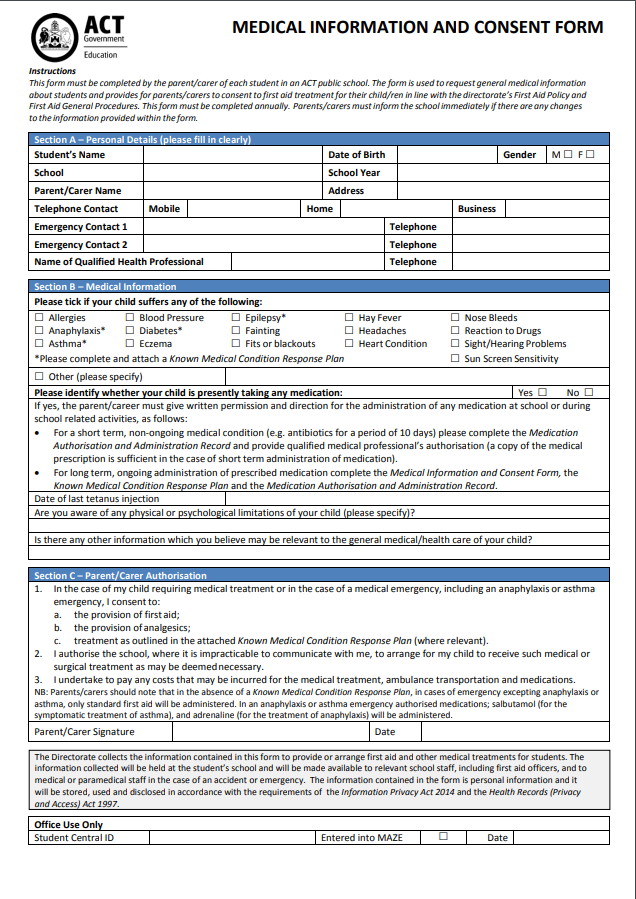 ACT
Government
Education
MEDICAL INFORMATION AND CONSENT FORM
Instructions
This form must be completed by the parent/carer of each student in an ACT public school. The form is used to request general medical information
about students and provides for parents/carers to consent to first aid treatment for their child/ren in line with the directorate's First Aid Policy and
First Aid General Procedures. This form must be completed annually. Parents/carers must inform the school immediately if there are any changes
to the information provided within the form.
Section A – Personal Details (please fill in clearly)
Student's Name Date of Birth Gender M ☐ F ☐
School School Year
Parent/Carer Name Address
Telephone Contact Mobile Home Business
Emergency Contact 1 Telephone
Emergency Contact 2 Telephone
Name of Qualified Health Professional Telephone
Section B – Medical Information
Please tick if your child suffers any of the following:
☐ Allergies ☐ Blood Pressure ☐ Epilepsy* ☐ Hay Fever ☐ Nose Bleeds
☐ Anaphylaxis* ☐ Diabetes* ☐ Fainting ☐ Headaches ☐ Reaction to Drugs
☐ Asthma* ☐ Eczema ☐ Fits or blackouts ☐ Heart Condition ☐ Sight/Hearing Problems
*Please complete and attach a Known Medical Condition Response Plan ☐ Sun Screen Sensitivity
☐ Other (please specify)
Please identify whether your child is presently taking any medication: Yes ☐ No ☐
If yes, the parent/career must give written permission and direction for the administration of any medication at school or during
school related activities, as follows:
• For a short term, non-ongoing medical condition (e.g. antibiotics for a period of 10 days) please complete the Medication
Authorisation and Administration Record and provide qualified medical professional's authorisation (a copy of the medical
prescription is sufficient in the case of short term administration of medication).
• For long term, ongoing administration of prescribed medication complete the Medical Information and Consent Form, the
Known Medical Condition Response Plan and the Medication Authorisation and Administration Record.
Date of last tetanus injection
Are you aware of any physical or psychological limitations of your child (please specify)?
Is there any other information which you believe may be relevant to the general medical/health care of your child?
Section C – Parent/Carer Authorisation
1. In the case of my child requiring medical treatment or in the case of a medical emergency, including an anaphylaxis or asthma
emergency, I consent to:
a. the provision of first aid;
b. the provision of analgesics;
c. treatment as outlined in the attached Known Medical Condition Response Plan (where relevant).
2. I authorise the school, where it is impracticable to communicate with me, to arrange for my child to receive such medical or
surgical treatment as may be deemed necessary.
3. I undertake to pay any costs that may be incurred for the medical treatment, ambulance transportation and medications.
NB: Parents/carers should note that in the absence of a Known Medical Condition Response Plan, in cases of emergency excepting anaphylaxis or
asthma, only standard first aid will be administered. In an anaphylaxis or asthma emergency authorised medications; salbutamol (for the
symptomatic treatment of asthma), and adrenaline (for the treatment of anaphylaxis) will be administered.
Parent/Carer Signature Date
The Directorate collects the information contained in this form to provide or arrange first aid and other medical treatments for students. The
information collected will be held at the student's school and will be made available to relevant school staff, including first aid officers, and to
medical or paramedical staff in the case of an accident or emergency. The information contained in the form is personal information and it
will be stored, used and disclosed in accordance with the requirements of the Information Privacy Act 2014 and the Health Records (Privacy
and Access) Act 1997.
Office Use Only
Student Central ID Entered into MAZE ☐ Date